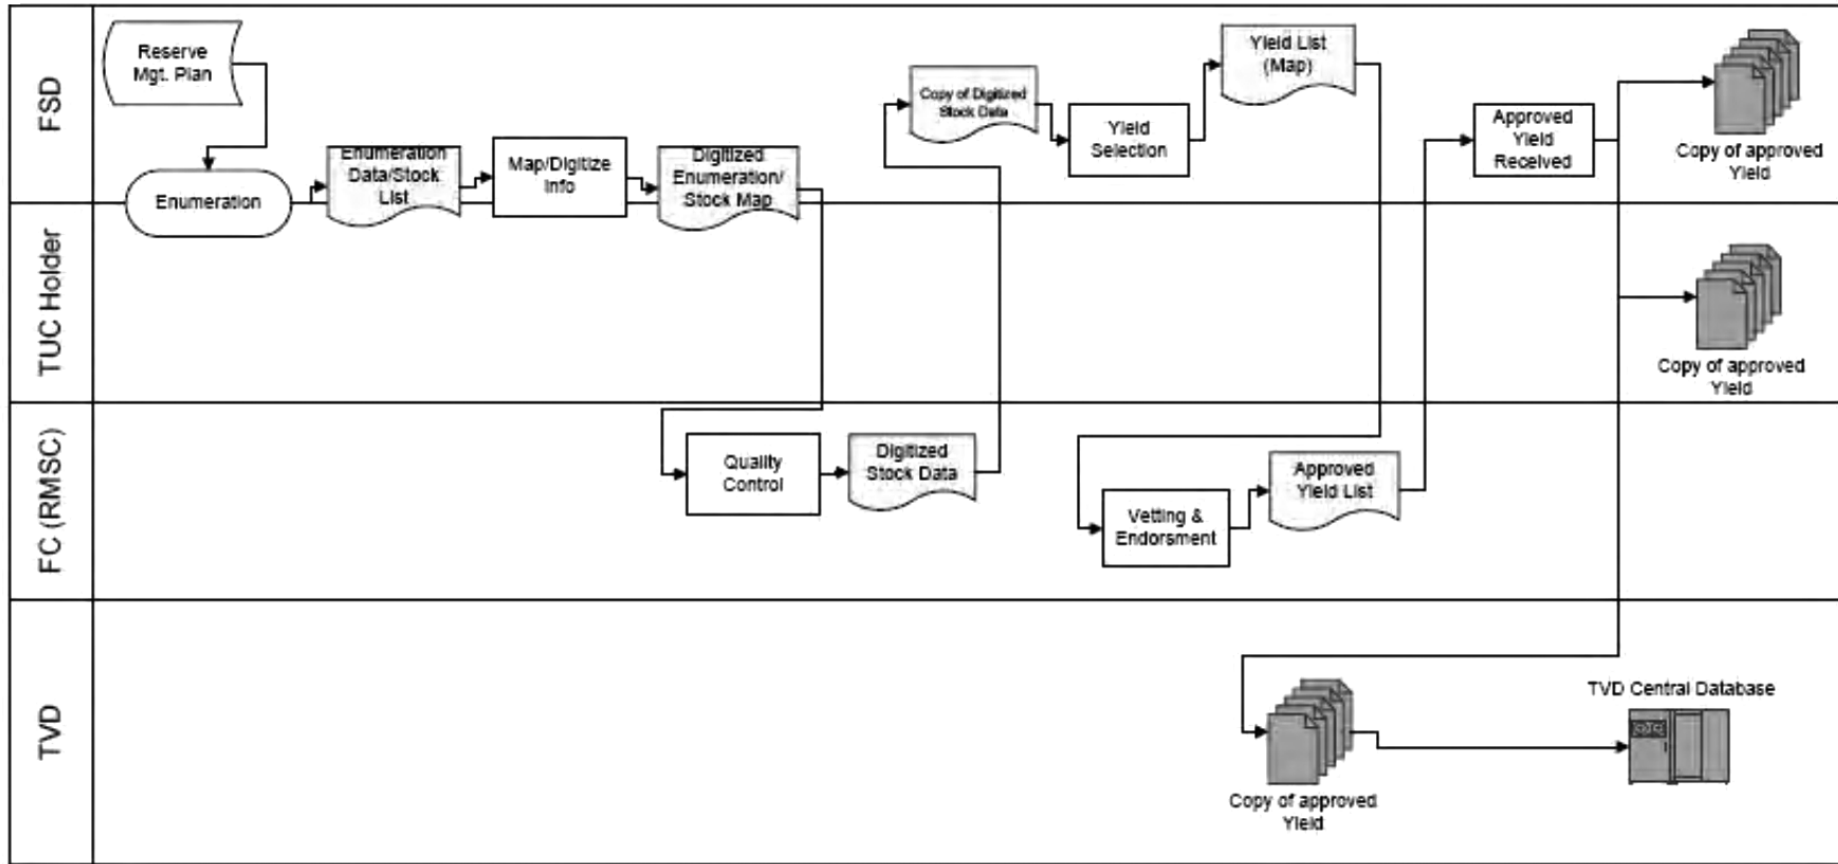 FSD
Reserve
Mgt. Plan
Enumeration
Enumeration
Data/Stock
List
Map/Digitize
Info
Digitized
Enumeration/
Stock Map
Copy of Digitized
Stock Data
Yield
Selection
Yield List
(Map)
Approved
Yield
Received
Copy of approved
Yield
TUC Holder
Copy of approved
Yield
FC (RMSC)
Quality
Control
Digitized
Stock Data
Vetting &
Endorsment
Approved
Yield List
TVD
Copy of approved
Yield
TVD Central Database